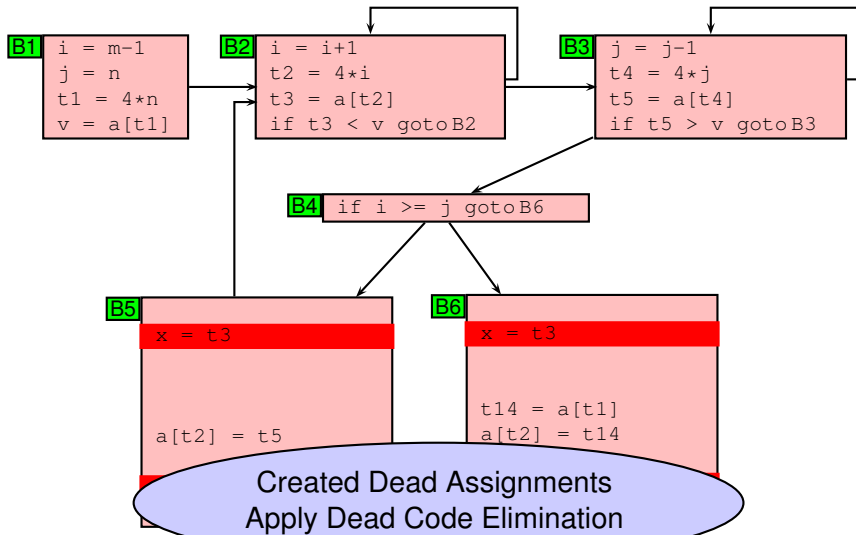 B1
i = m-1
j = n
t1 = 4*n
v = a[t1]
B2
i = i+1
t2 = 4*i
t3 = a[t2]
if t3 < v goto B2
B3
j = j-1
t4 = 4*j
t5 = a[t4]
if t5 > v goto B3
B4
if i >= j goto B6
B5
x = t3
a[t2] = t5
B6
x = t3
t14 = a[t1]
a[t2] = t14
Created Dead Assignments
Apply Dead Code Elimination